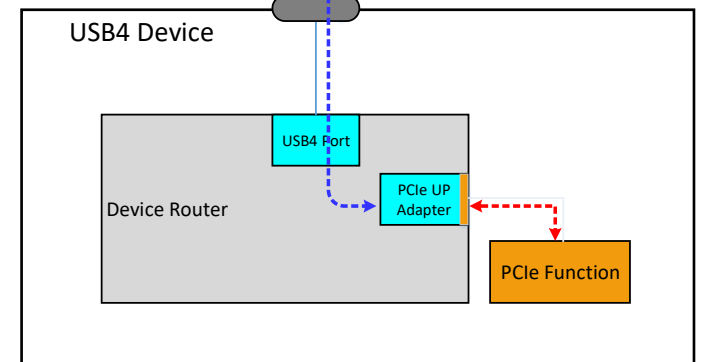 USB4 Device
USB4 Port
PCIe UP
Adapter
Device Router
PCIe Function